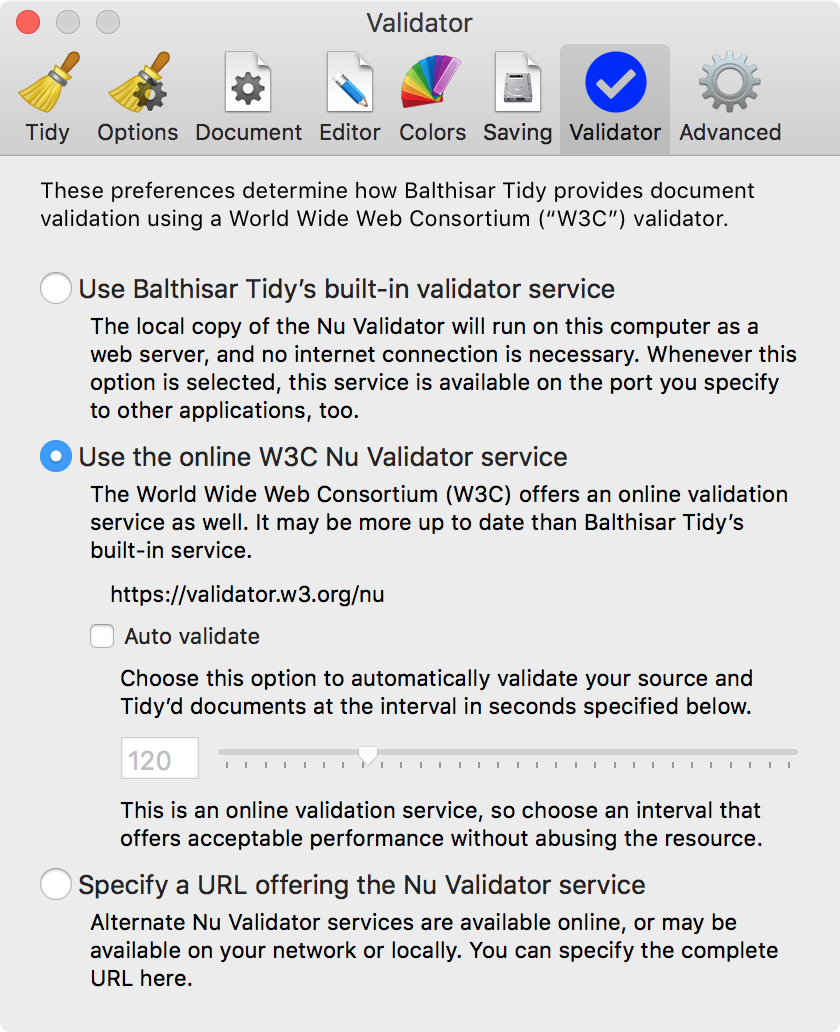 Validator
Tidy Options Document Editor Colors Saving Validator Advanced
These preferences determine how Balthisar Tidy provides document
validation using a World Wide Web Consortium (“W3C”) validator.
Use Balthisar Tidy’s built-in validator service
The local copy of the Nu Validator will run on this computer as a
web server, and no internet connection is necessary. Whenever this
option is selected, this service is available on the port you specify
to other applications, too.
Use the online W3C Nu Validator service
The World Wide Web Consortium (W3C) offers an online validation
service as well. It may be more up to date than Balthisar Tidy’s
built-in service.
https://validator.w3.org/nu
Auto validate
Choose this option to automatically validate your source and
Tidy’d documents at the interval in seconds specified below.
120
This is an online validation service, so choose an interval that
offers acceptable performance without abusing the resource.
Specify a URL offering the Nu Validator service
Alternate Nu Validator services are available online, or may be
available on your network or locally. You can specify the complete
URL here.